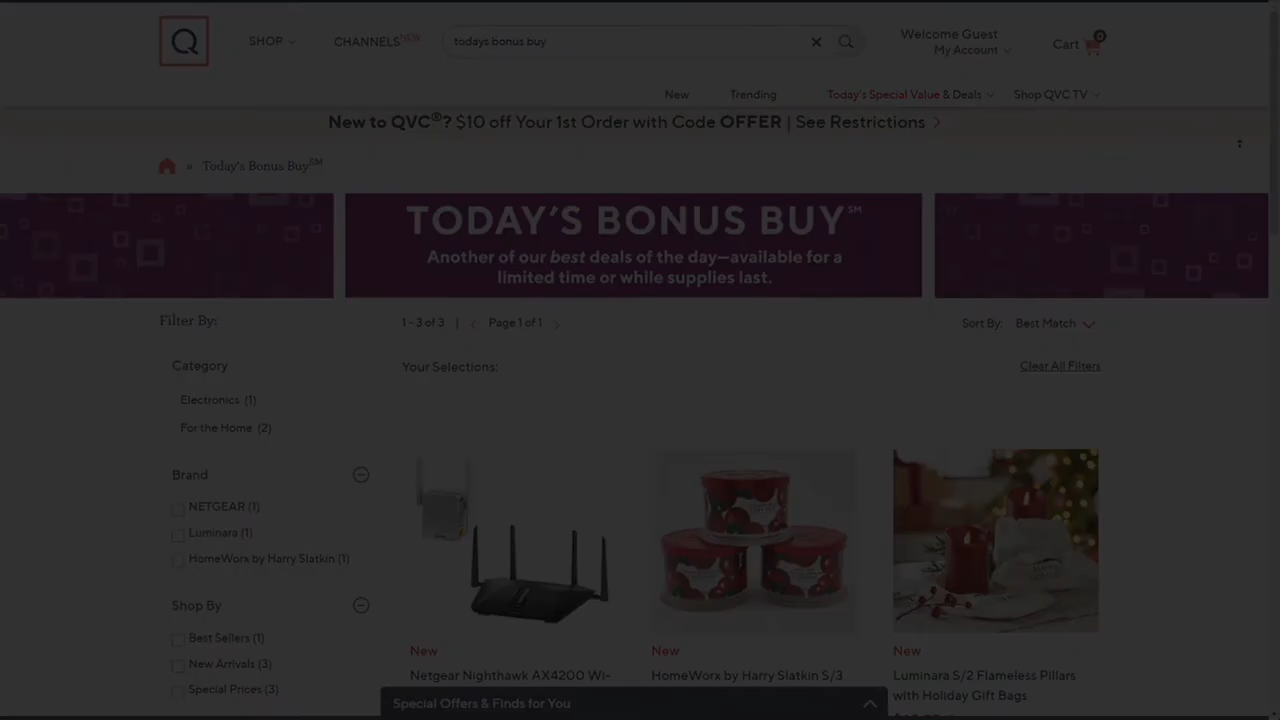 Q
SHOP
CHANNELS NEW
todays bonus buy
Welcome Guest
My Account
Cart 0
New
Trending
Today's Special Value & Deals
Shop QVC TV
New to QVC®? $10 off Your 1st Order with Code OFFER | See Restrictions
» Today's Bonus Buy℠
TODAY'S BONUS BUY℠
Another of our best deals of the day—available for a
limited time or while supplies last.
Filter By:
1 - 3 of 3 | Page 1 of 1
Sort By: Best Match
Category
Your Selections:
Clear All Filters
Electronics (1)
For the Home (2)
Brand
NETGEAR (1)
Luminara (1)
HomeWorx by Harry Slatkin (1)
Shop By
Best Sellers (1)
New Arrivals (3)
Special Prices (3)
New
Netgear Nighthawk AX4200 Wi-
New
HomeWorx by Harry Slatkin S/3
New
Luminara S/2 Flameless Pillars
with Holiday Gift Bags
Special Offers & Finds for You